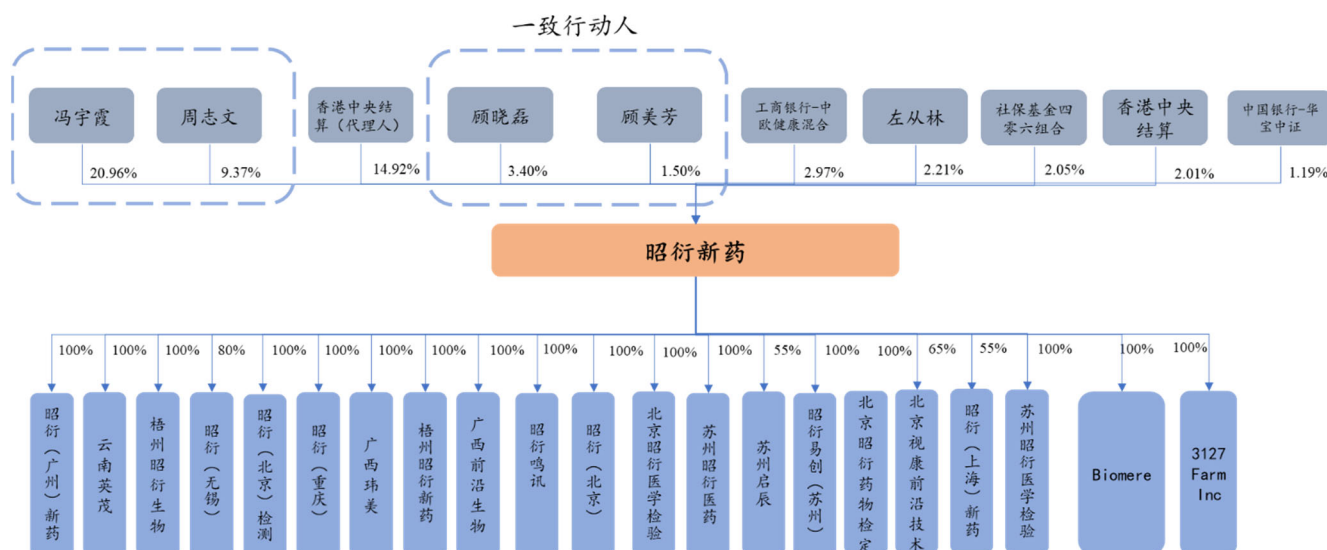 一致行动人
冯宇霞
周志文
香港中央结
算（代理人）
顾晓磊
顾美芳
工商银行-中
欧健康混合
左从林
社保基金四
零六组合
香港中央
结算
中国银行-华
宝中证
20.96%
9.37%
14.92%
3.40%
1.50%
2.97%
2.21%
2.05%
2.01%
1.19%
昭衍新药
100%
100%
100%
80%
100%
100%
100%
100%
100%
100%
100%
100%
100%
55%
100%
100%
65%
55%
100%
100%
100%
昭衍（广州）新药
云南英茂
梧州昭衍生物
昭衍（无锡）
昭衍（北京）检测
昭衍（重庆）
广西玮美
梧州昭衍新药
广西前沿生物
昭衍鸣讯
昭衍（北京）
北京昭衍医学检验
苏州昭衍医药
苏州启辰
昭衍易创（苏州）
北京昭衍药物检定
北京视康前沿技术
昭衍（上海）新药
苏州昭衍医学检验
Biomere
3127
Farm
Inc